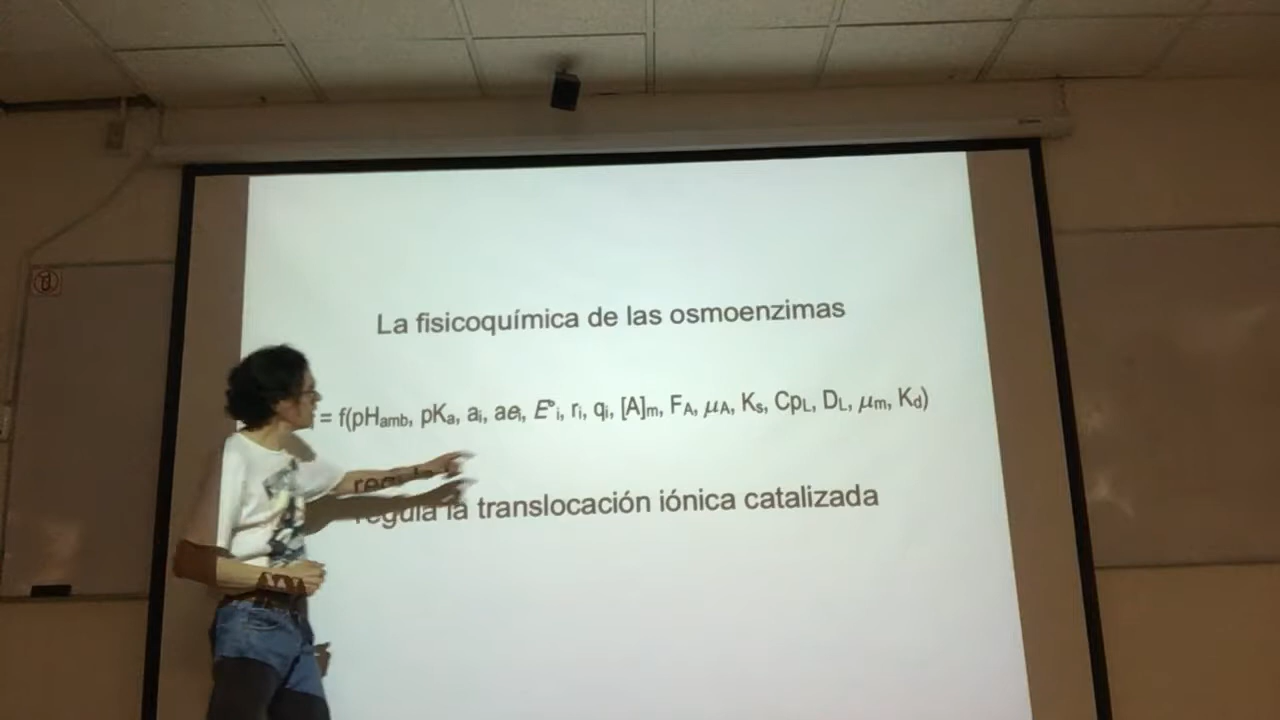 La fisicoquímica de las osmoenzimas
= f(pHamb, pKa, ai, aei, E°i, ri, qi, [A]m, FA, μA, Ks, CpL, DL, μm, Kd)
regula la translocación iónica catalizada